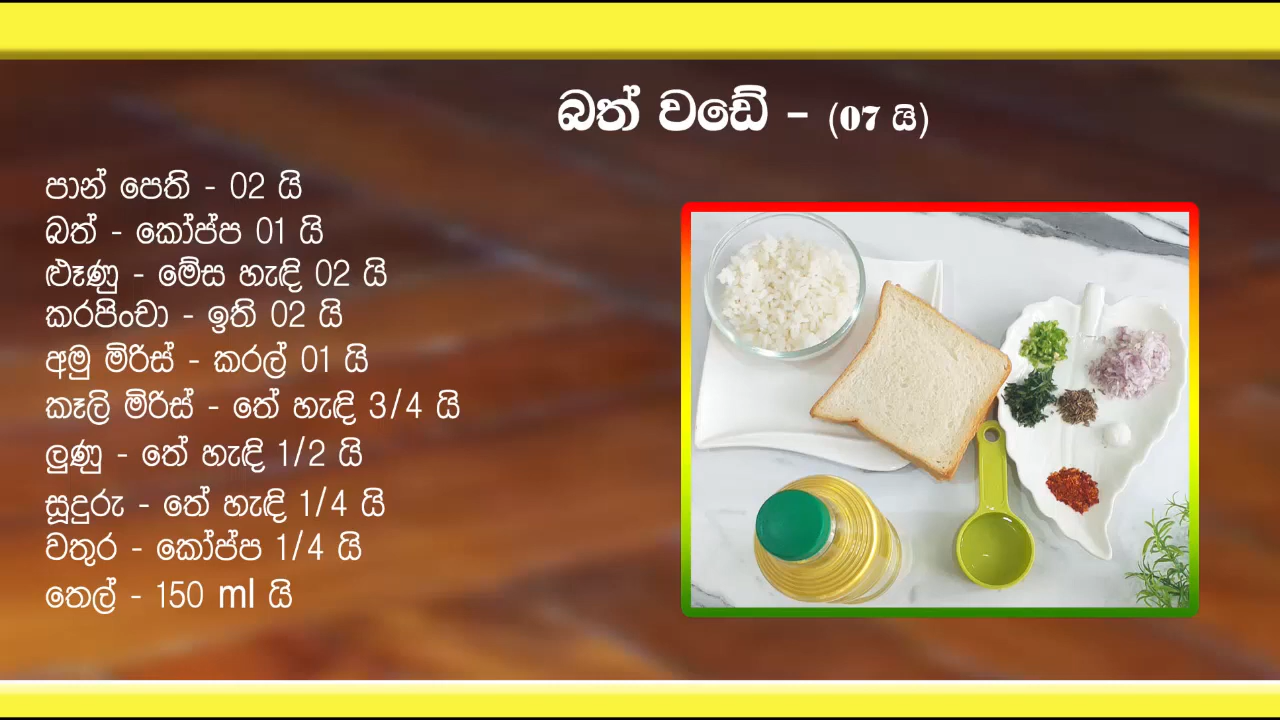 බත් වඩේ - (07 යි)
පාන් පෙති - 02 යි
බත් - කෝප්ප 01 යි
ළූණු - මේස හැඳි 02 යි
කරපිංචා - ඉති 02 යි
අමු මිරිස් - කරල් 01 යි
කෑලි මිරිස් - තේ හැඳි 3/4 යි
ලුණු - තේ හැඳි 1/2 යි
සූදුරු - තේ හැඳි 1/4 යි
වතුර - කෝප්ප 1/4 යි
තෙල් - 150 ml යි